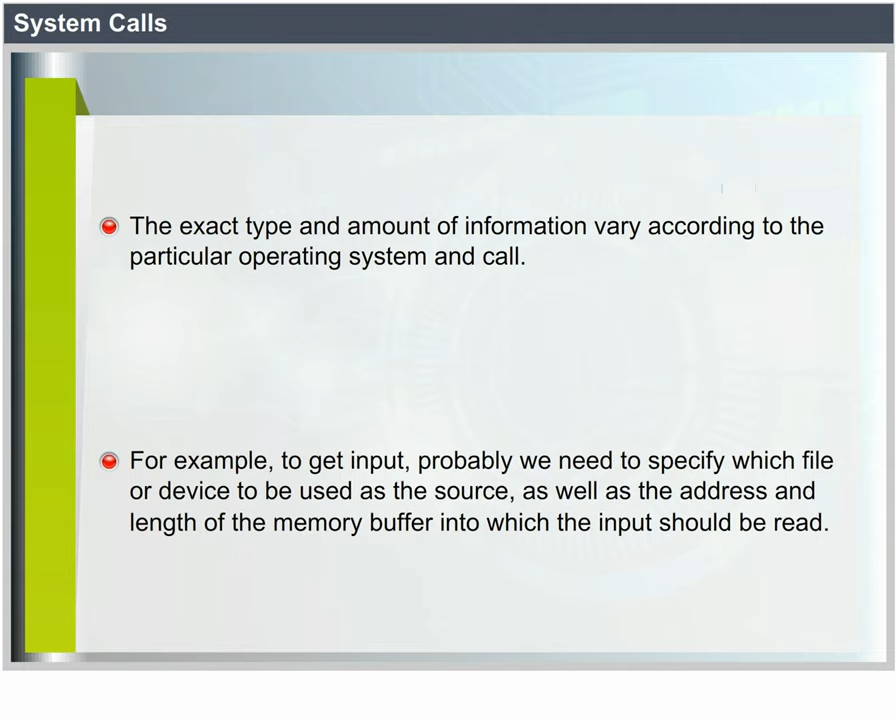 System Calls
The exact type and amount of information vary according to the
particular operating system and call.
For example, to get input, probably we need to specify which file
or device to be used as the source, as well as the address and
length of the memory buffer into which the input should be read.